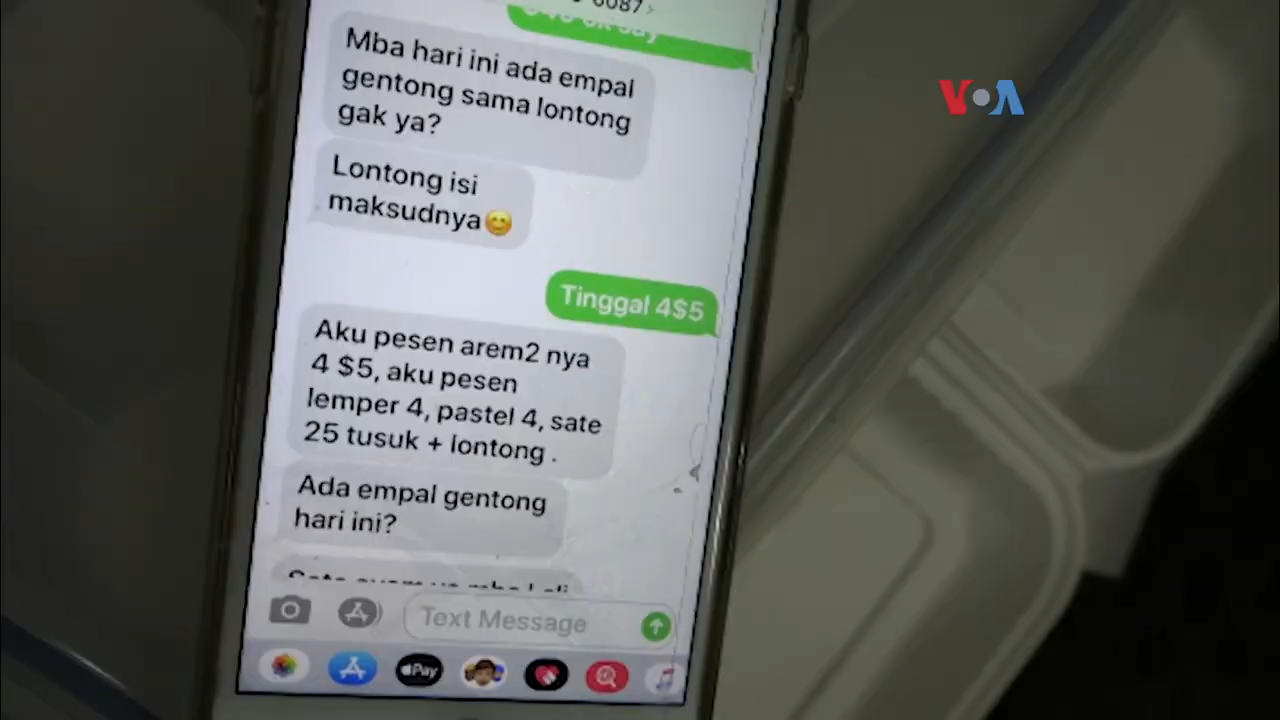 6087
VOA
Mba hari ini ada empal
gentong sama lontong
gak ya?
Lontong isi
maksudnya😊
Tinggal 4$5
Aku pesen arem2 nya
4 $5, aku pesen
lemper 4, pastel 4, sate
25 tusuk + lontong .
Ada empal gentong
hari ini?
Text Message
Pay